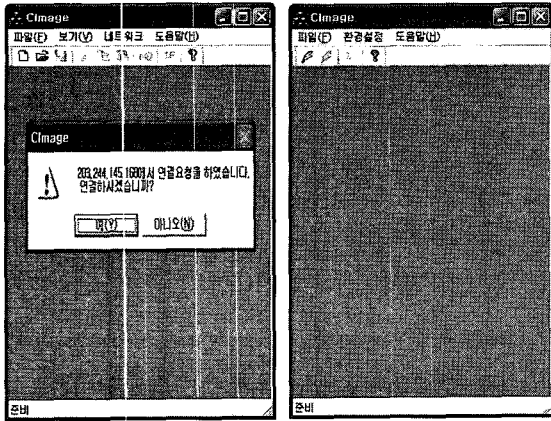 CImage
파일(F) 보기(V) 네트워크 도움말(H)
CImage
203,244,145,168에서 연결요청을 하였습니다.
연결하시겠습니까?
예(Y) 아니오(N)
준비
CImage
파일(F) 환경설정 도움말(H)
준비